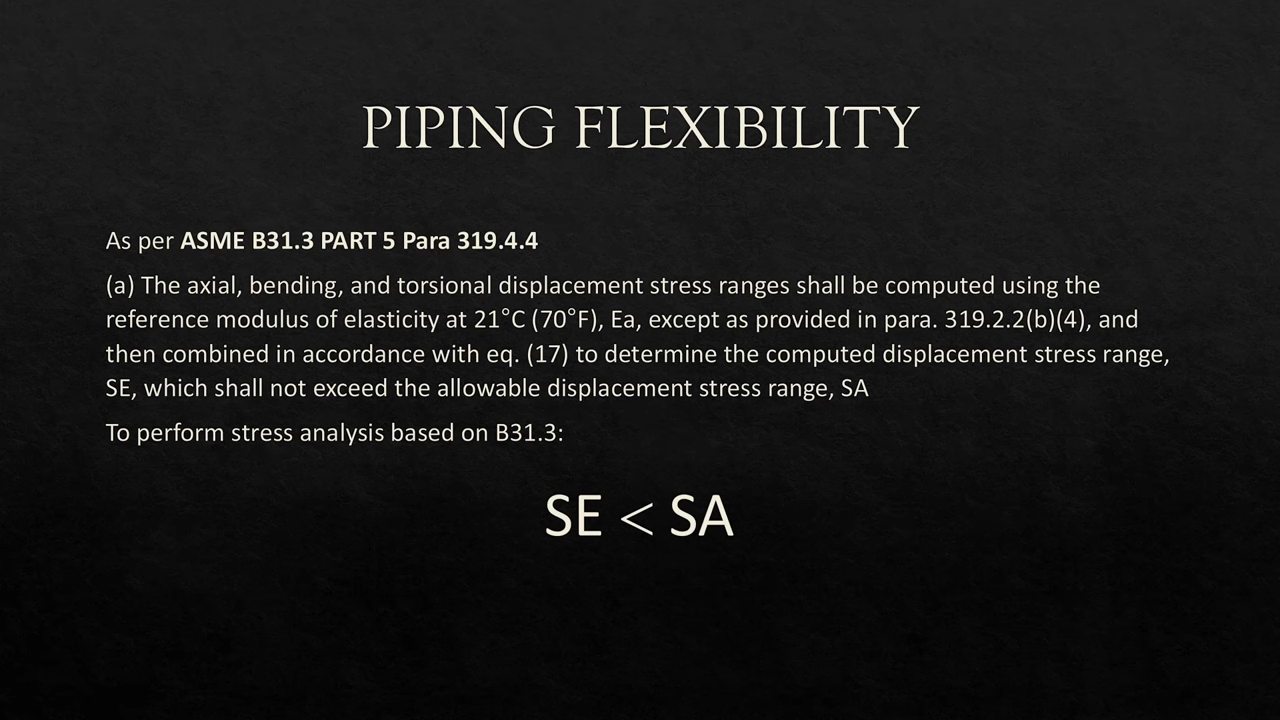 PIPING FLEXIBILITY
As per ASME B31.3 PART 5 Para 319.4.4
(a) The axial, bending, and torsional displacement stress ranges shall be computed using the
reference modulus of elasticity at 21°C (70°F), Ea, except as provided in para. 319.2.2(b)(4), and
then combined in accordance with eq. (17) to determine the computed displacement stress range,
SE, which shall not exceed the allowable displacement stress range, SA
To perform stress analysis based on B31.3:
SE < SA